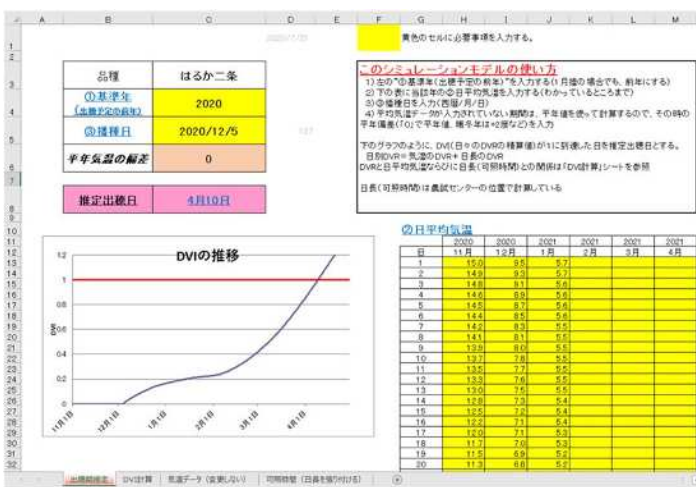 A B C D E F G H I J K L M
黄色のセルに必要事項を入力する。
品種 はるか二条
①基準年
(出穂予定の前年) 2020
③播種日 2020/12/5 127
平年気温の偏差 0
推定出穂日 4月10日
このシミュレーションモデルの使い方
1)左の"①基準年(出穂予定の前年)"を入力する(1月播の場合でも、前年にする)
2)下の表に当該年の②日平均気温を入力する(わかっているところまで)
3)③播種日を入力(西暦/月/日)
4)平均気温データが入力されていない期間は、平年値を使って計算するので、その時の
平年偏差(「0」で平年値、暖冬年は+2度など)を入力
下のグラフのように、DVI(日々のDVRの積算値)が1に到達した日を推定出穂日とする。
日別DVR=気温のDVR+日長のDVR
DVRと日平均気温ならびに日長(可照時間)との関係は「DVI計算」シートを参照
日長(可照時間)は農試センターの位置で計算している
DVIの推移
DVI
1.2
1
0.8
0.6
0.4
0.2
0
11月1日 12月1日 1月1日 2月1日 3月1日 4月1日
②日平均気温
2020 2020 2021 2021 2021 2021
日 11月 12月 1月 2月 3月 4月
1 15.0 9.5 5.7
2 14.9 9.3 5.7
3 14.8 9.1 5.6
4 14.6 8.9 5.6
5 14.5 8.7 5.6
6 14.4 8.5 5.6
7 14.2 8.3 5.5
8 14.1 8.1 5.5
9 13.9 8.0 5.5
10 13.7 7.8 5.5
11 13.5 7.7 5.5
12 13.3 7.6 5.5
13 13.0 7.5 5.5
14 12.8 7.3 5.4
15 12.5 7.2 5.4
16 12.2 7.1 5.4
17 12.0 7.1 5.3
18 11.7 7.0 5.3
19 11.5 6.9 5.2
20 11.3 6.8 5.2
出穂期推定 DVI計算 気温データ(変更しない) 可照時間(日長を張り付ける)